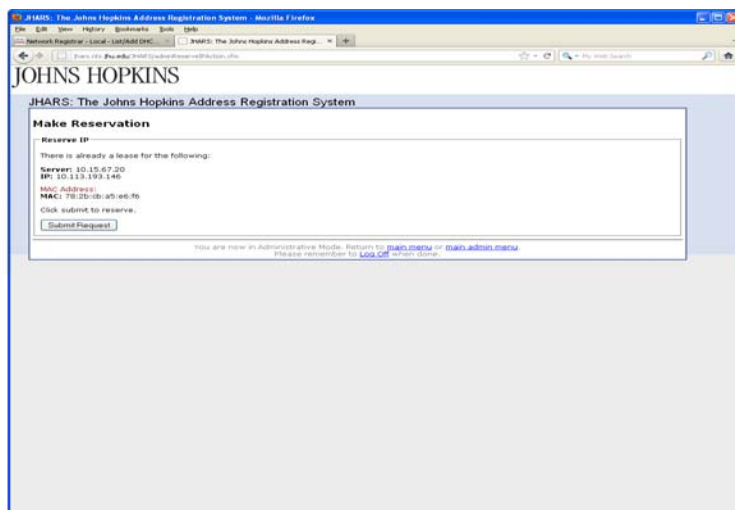 JHARS: The Johns Hopkins Address Registration System - Mozilla Firefox
File Edit View History Bookmarks Tools Help
Network Registrar - Local - List/Add DHC... JHARS: The Johns Hopkins Address Regi...
My Web Search
JOHNS HOPKINS
JHARS: The Johns Hopkins Address Registration System
Make Reservation
Reserve IP
There is already a lease for the following:
Server: 10.15.67.20
IP: 10.113.193.146
MAC Address:
MAC: 78:2b:cb:a5:e6:f6
Click submit to reserve.
Submit Request
You are now in Administrative Mode. Return to main menu or main admin menu.
Please remember to Log Off when done.